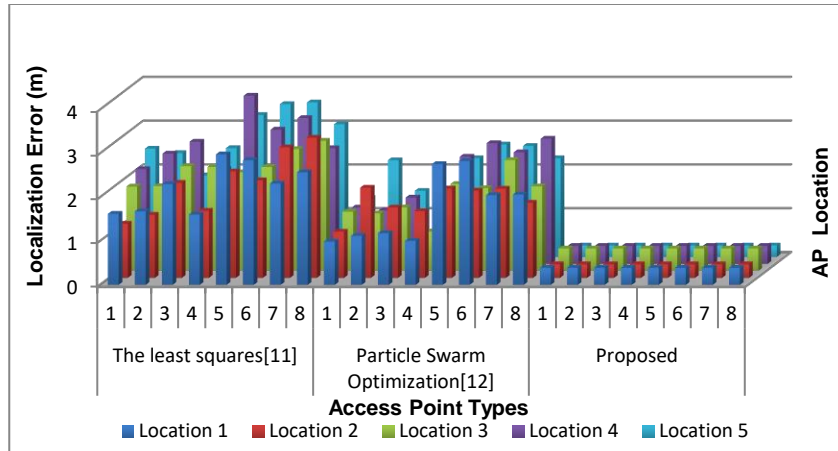 4
3
2
1
0
Localization Error (m)
AP Location
1 2 3 4 5 6 7 8 1 2 3 4 5 6 7 8 1 2 3 4 5 6 7 8
The least squares[11] Particle Swarm Optimization[12] Proposed
Access Point Types
Location 1 Location 2 Location 3 Location 4 Location 5